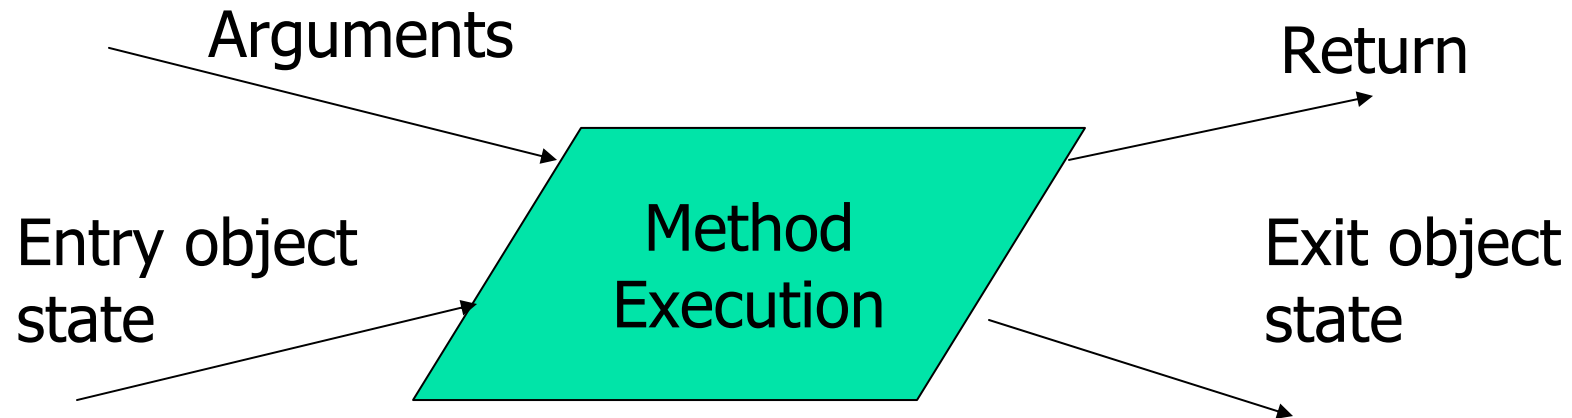 Arguments
Return
Entry object
state
Method
Execution
Exit object
state